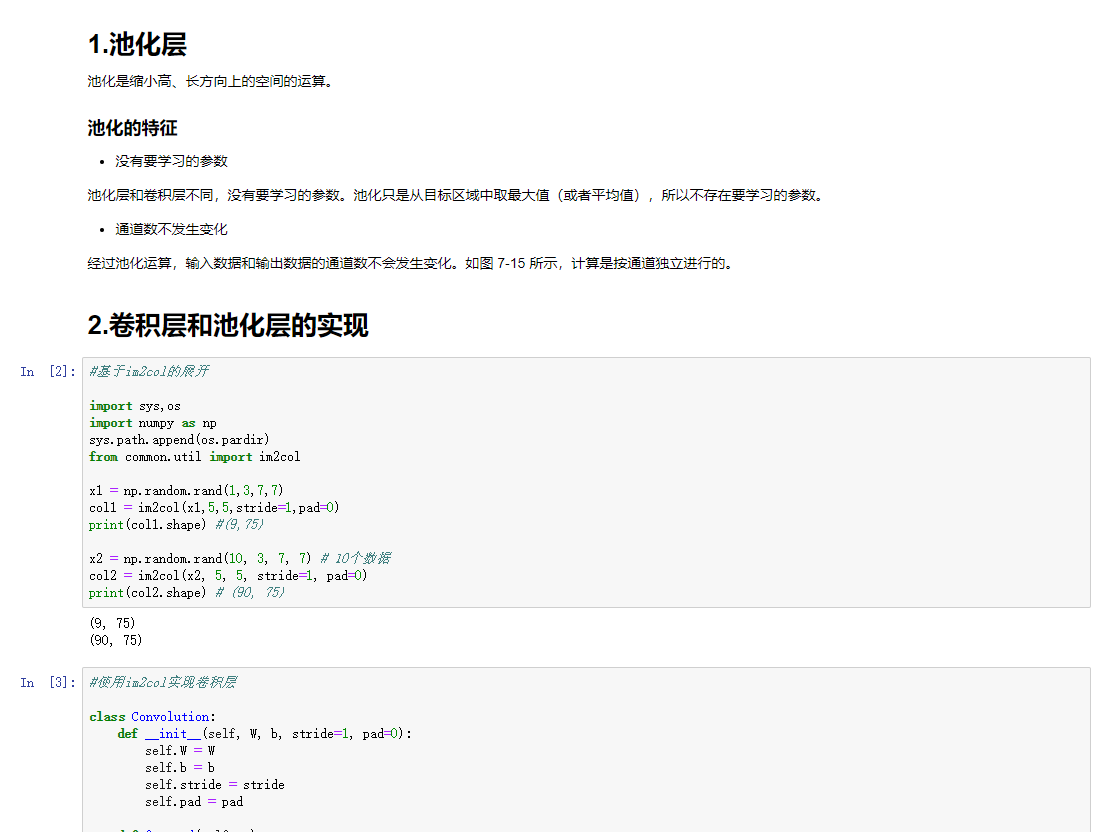 1.池化层
池化是缩小高、长方向上的空间的运算。
池化的特征
• 没有要学习的参数
池化层和卷积层不同，没有要学习的参数。池化只是从目标区域中取最大值（或者平均值），所以不存在要学习的参数。
• 通道数不发生变化
经过池化运算，输入数据和输出数据的通道数不会发生变化。如图 7-15 所示，计算是按通道独立进行的。
2.卷积层和池化层的实现
In [2]: #基于im2col的展开
import sys,os
import numpy as np
sys.path.append(os.pardir)
from common.util import im2col
x1 = np.random.rand(1,3,7,7)
col1 = im2col(x1,5,5,stride=1,pad=0)
print(col1.shape) #(9,75)
x2 = np.random.rand(10, 3, 7, 7) # 10个数据
col2 = im2col(x2, 5, 5, stride=1, pad=0)
print(col2.shape) # (90, 75)
(9, 75)
(90, 75)
In [3]: #使用im2col实现卷积层
class Convolution:
    def __init__(self, W, b, stride=1, pad=0):
        self.W = W
        self.b = b
        self.stride = stride
        self.pad = pad